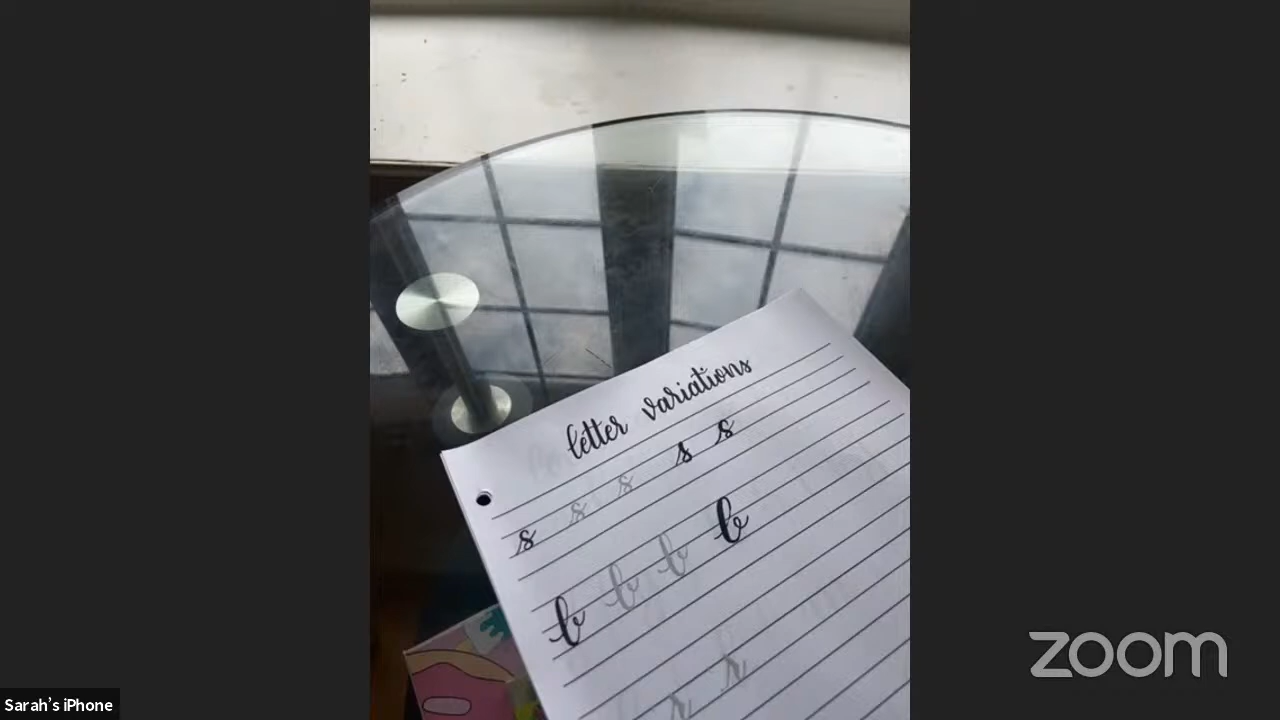 letter variations
s s s s s
b b b b
r r
Sarah's iPhone
zoom